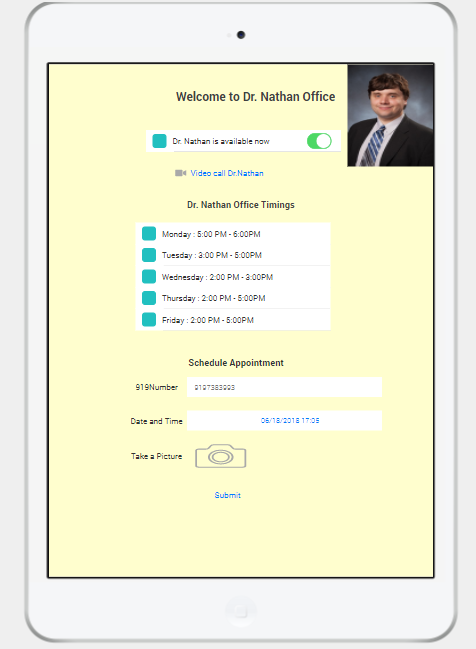 Welcome to Dr. Nathan Office
Dr. Nathan is available now
Video call Dr.Nathan
Dr. Nathan Office Timings
Monday : 5:00 PM - 6:00PM
Tuesday : 3:00 PM - 5:00PM
Wednesday : 2:00 PM - 3:00PM
Thursday : 2:00 PM - 5:00PM
Friday : 2:00 PM - 5:00PM
Schedule Appointment
919Number 9197383993
Date and Time 06/18/2018 17:05
Take a Picture
Submit